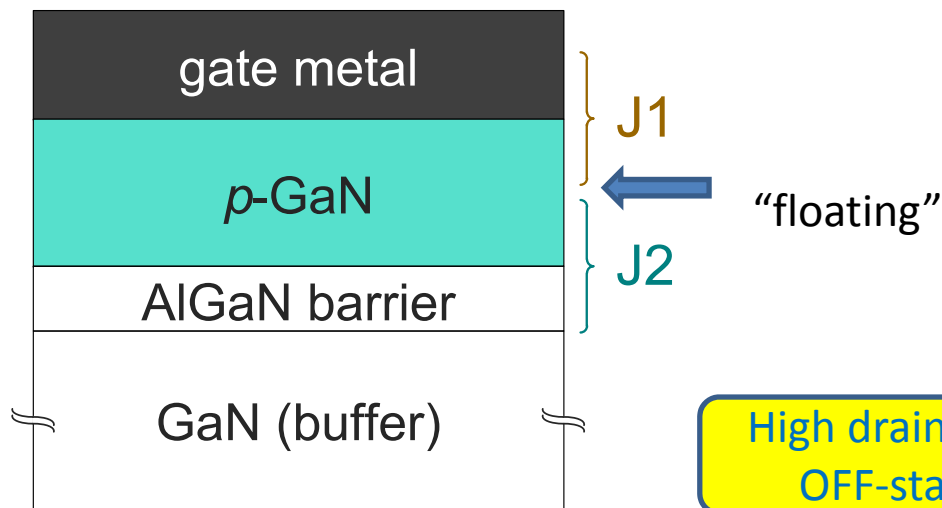 gate metal
J1
p-GaN
“floating”
J2
AlGaN barrier
GaN (buffer)
High drain
OFF-sta